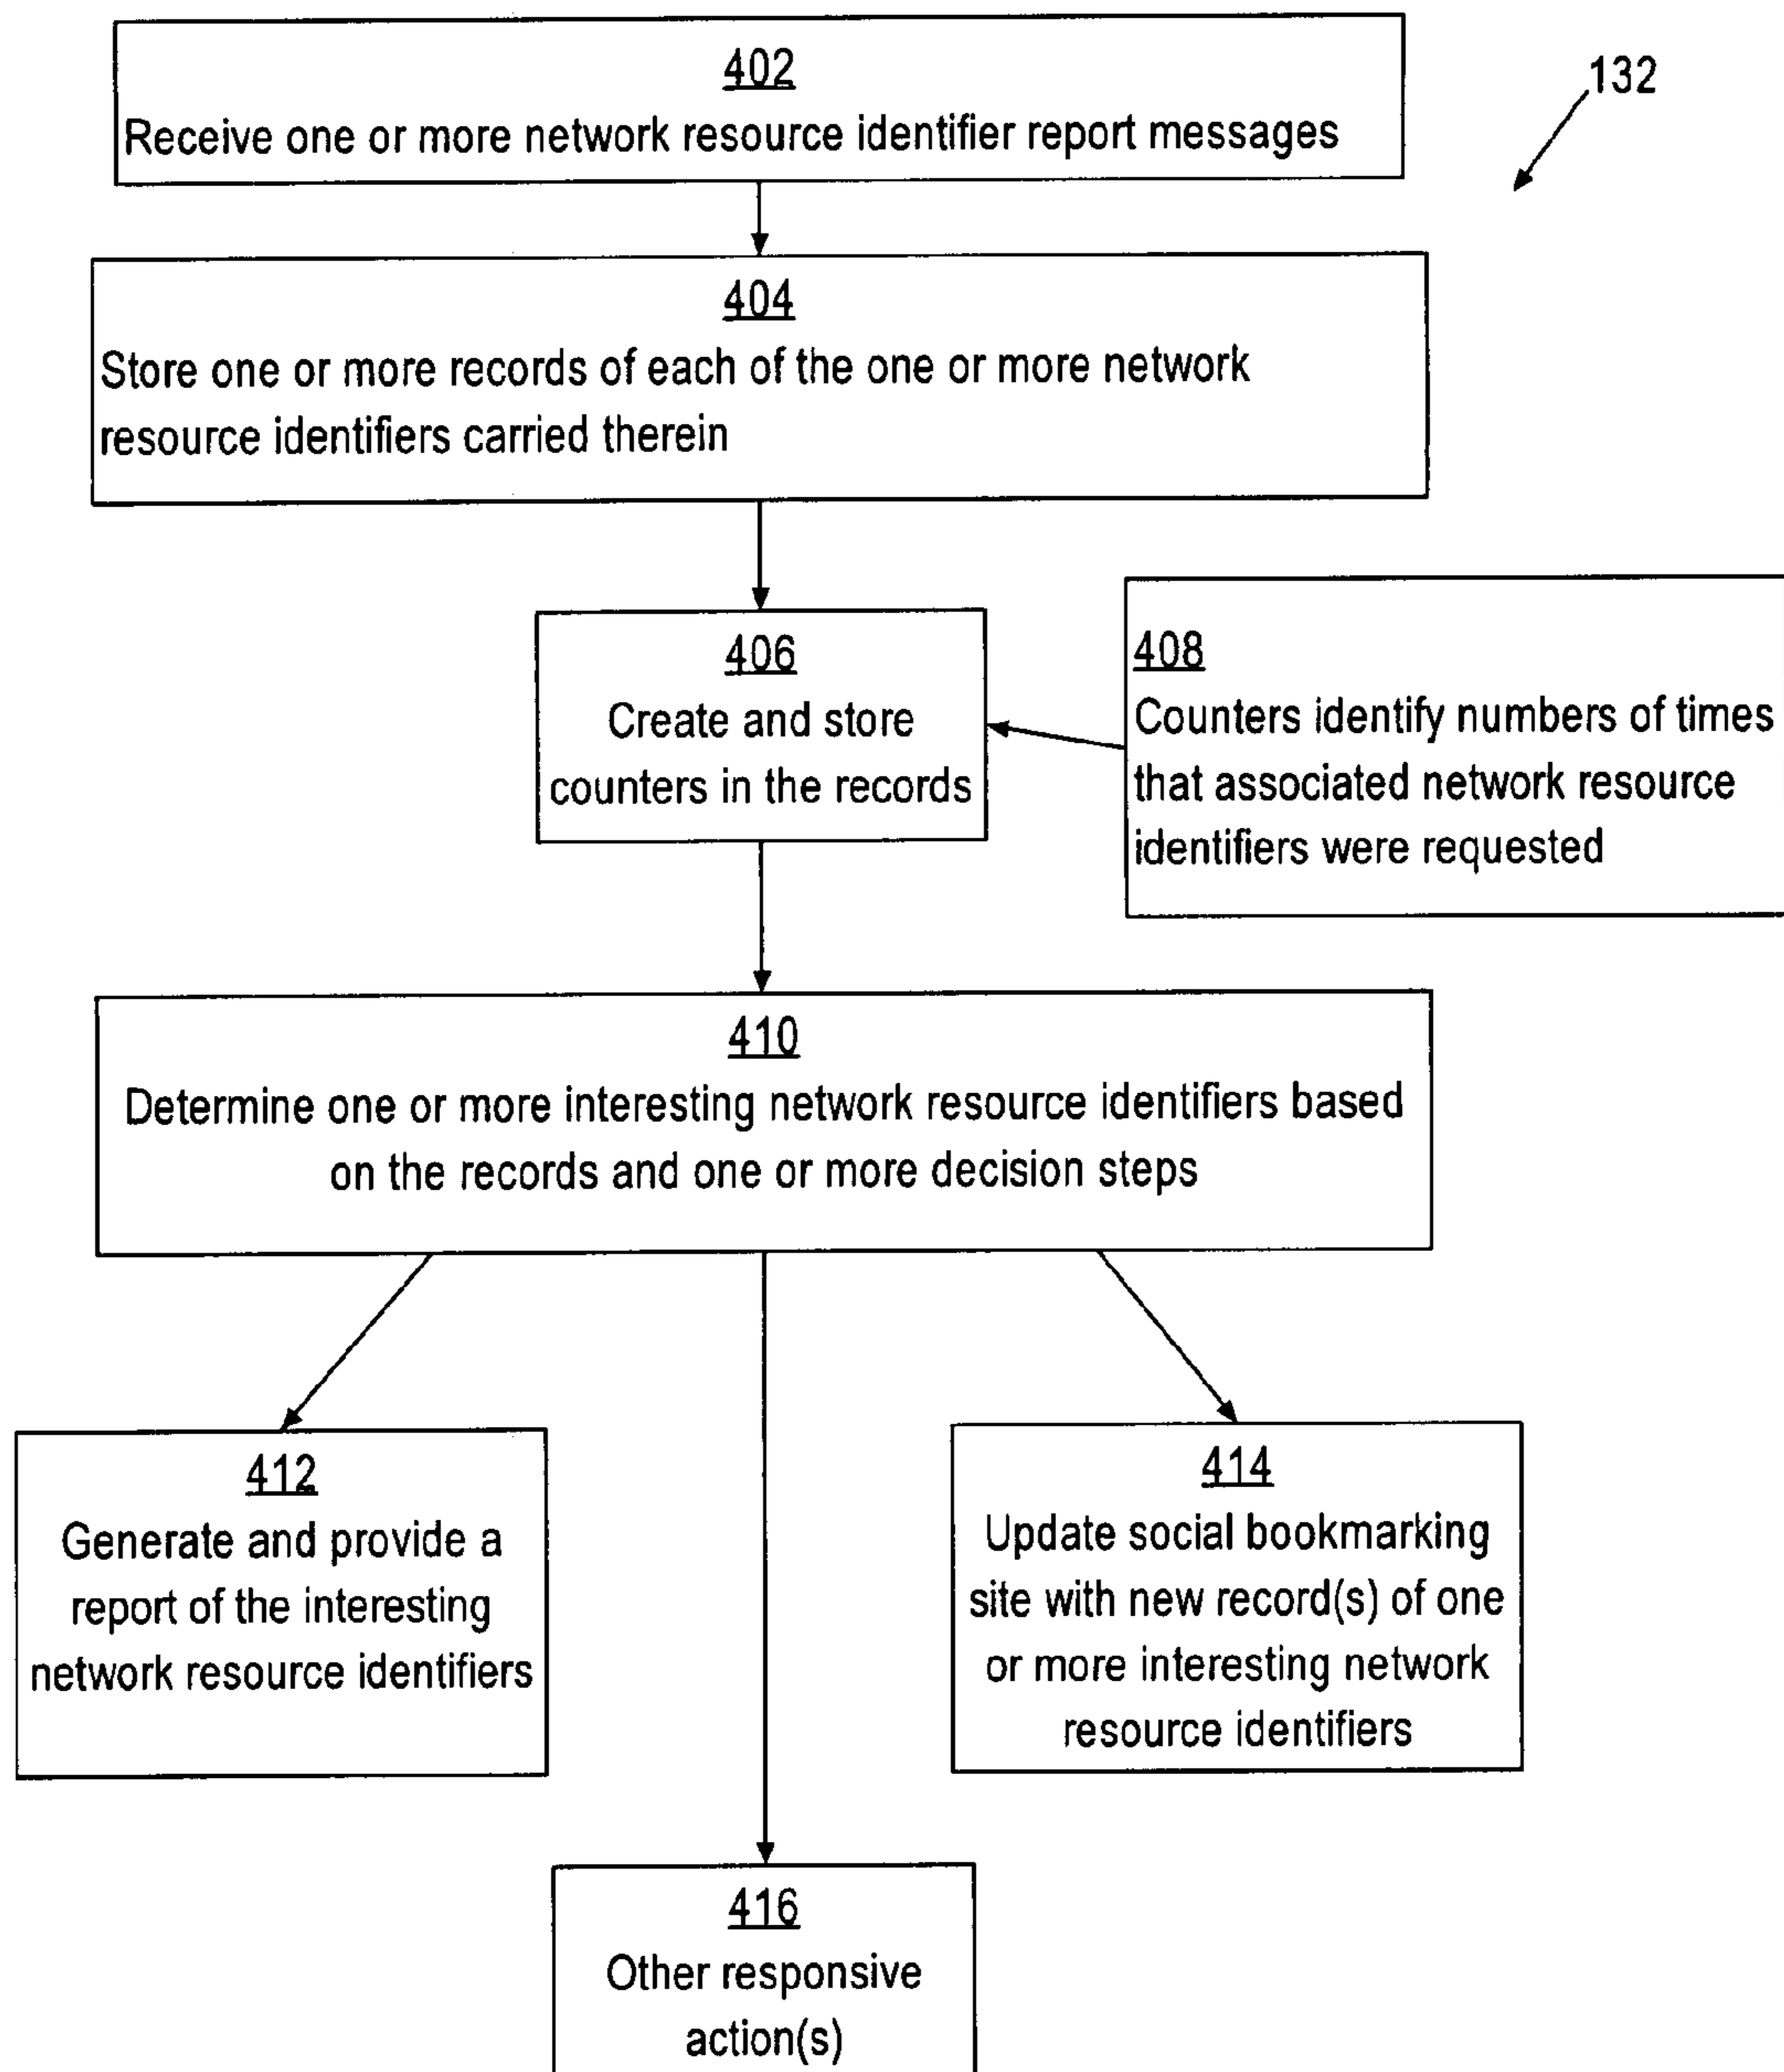 402
Receive one or more network resource identifier report messages
132
404
Store one or more records of each of the one or more network
resource identifiers carried therein
406
Create and store
counters in the records
408
Counters identify numbers of times
that associated network resource
identifiers were requested
410
Determine one or more interesting network resource identifiers based
on the records and one or more decision steps
412
Generate and provide a
report of the interesting
network resource identifiers
414
Update social bookmarking
site with new record(s) of one
or more interesting network
resource identifiers
416
Other responsive
action(s)